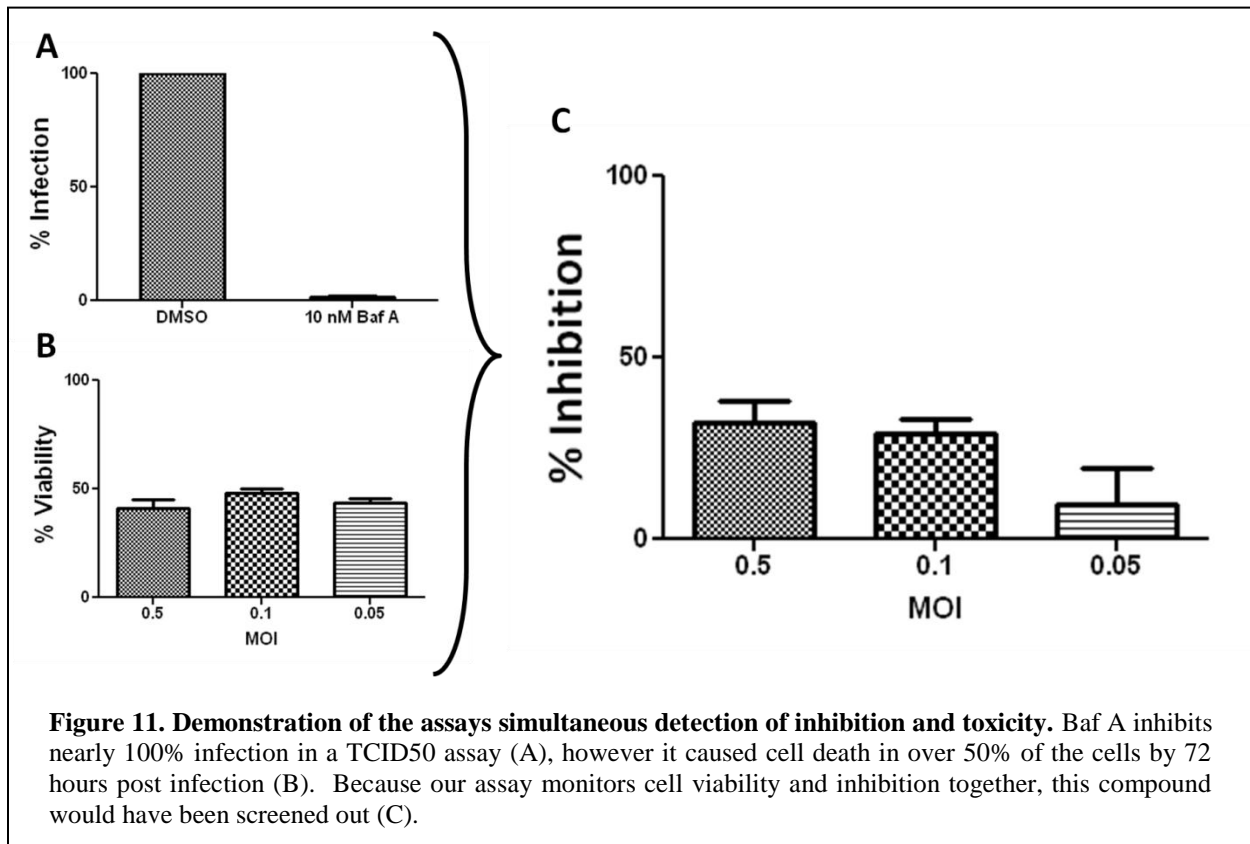 A
100
50
0
% Infection
DMSO 10 nM Baf A
B
100
50
0
% Viability
0.5 0.1 0.05
MOI
C
100
50
0
% Inhibition
0.5 0.1 0.05
MOI
Figure 11. Demonstration of the assays simultaneous detection of inhibition and toxicity. Baf A inhibits
nearly 100% infection in a TCID50 assay (A), however it caused cell death in over 50% of the cells by 72
hours post infection (B). Because our assay monitors cell viability and inhibition together, this compound
would have been screened out (C).